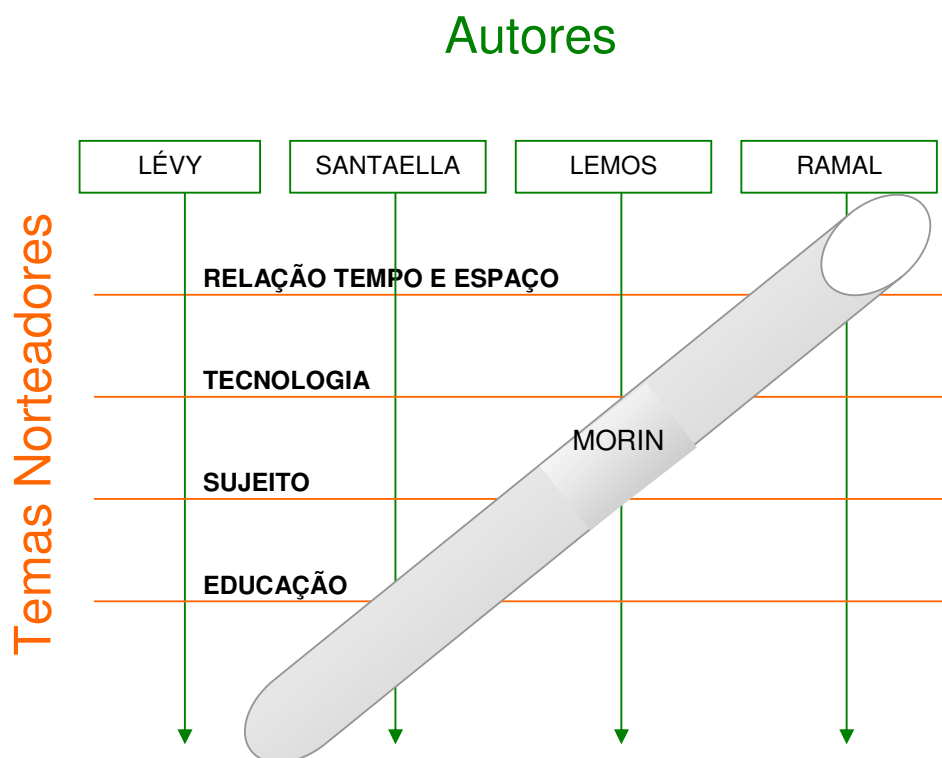 Autores
LÉVY
SANTAELLA
LEMOS
RAMAL
Temas Norteadores
RELAÇÃO TEMPO E ESPAÇO
TECNOLOGIA
MORIN
SUJEITO
EDUCAÇÃO